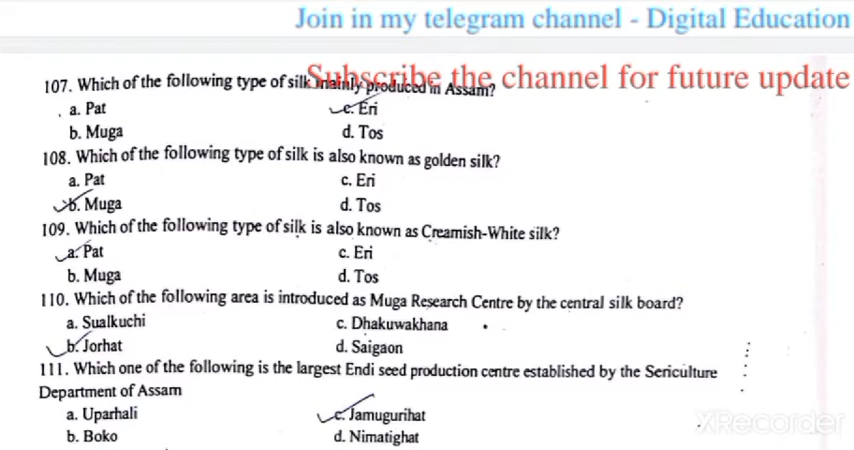 Join in my telegram channel - Digital Education
Subscribe the channel for future update
107. Which of the following type of silk mainly produced in Assam?
a. Pat c. Eri
b. Muga d. Tos
108. Which of the following type of silk is also known as golden silk?
a. Pat c. Eri
b. Muga d. Tos
109. Which of the following type of silk is also known as Creamish-White silk?
a. Pat c. Eri
b. Muga d. Tos
110. Which of the following area is introduced as Muga Research Centre by the central silk board?
a. Sualkuchi c. Dhakuwakhana
b. Jorhat d. Saigaon
111. Which one of the following is the largest Endi seed production centre established by the Sericulture
Department of Assam
a. Uparhali c. Jamugurihat
b. Boko d. Nimatighat
XRecorder